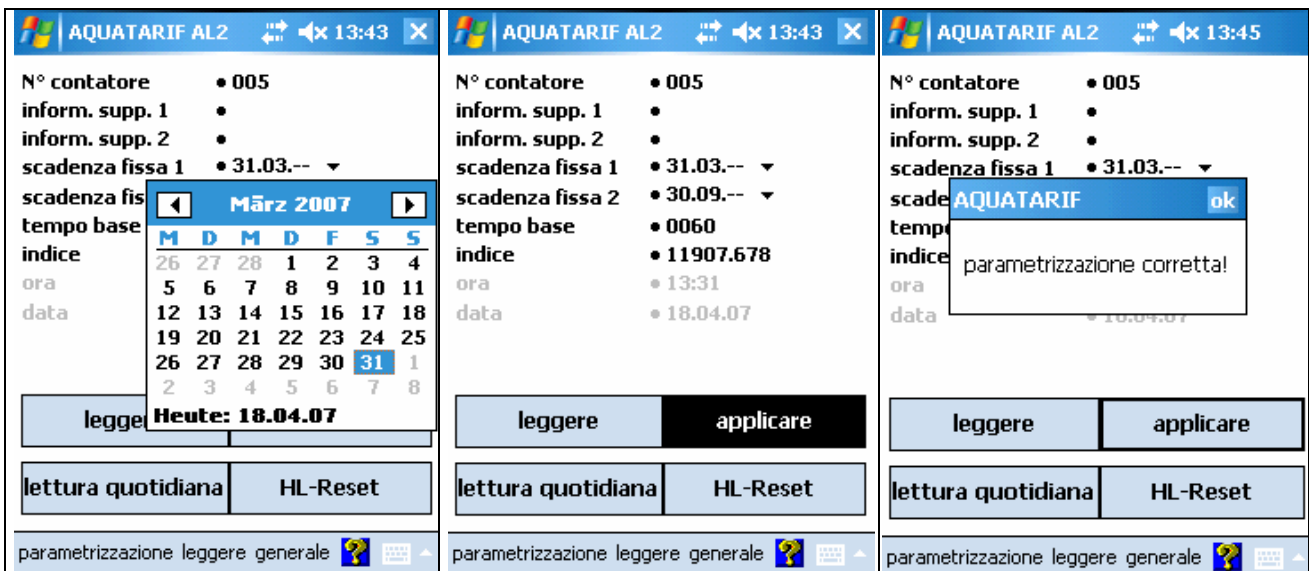 AQUATARIF AL2 13:43
N° contatore 005
inform. supp. 1
inform. supp. 2
scadenza fissa 1 31.03.--
scadenza fis
tempo base
indice
ora
data
März 2007
M D M D F S S
26 27 28 1 2 3 4
5 6 7 8 9 10 11
12 13 14 15 16 17 18
19 20 21 22 23 24 25
26 27 28 29 30 31 1
2 3 4 5 6 7 8
Heute: 18.04.07
legge
lettura quotidiana HL-Reset
parametrizzazione leggere generale
AQUATARIF AL2 13:43
N° contatore 005
inform. supp. 1
inform. supp. 2
scadenza fissa 1 31.03.--
scadenza fissa 2 30.09.--
tempo base 0060
indice 11907.678
ora 13:31
data 18.04.07
leggere applicare
lettura quotidiana HL-Reset
parametrizzazione leggere generale
AQUATARIF AL2 13:45
N° contatore 005
inform. supp. 1
inform. supp. 2
scadenza fissa 1 31.03.--
scade
temp
indice
ora
data
AQUATARIF ok
parametrizzazione corretta!
leggere applicare
lettura quotidiana HL-Reset
parametrizzazione leggere generale